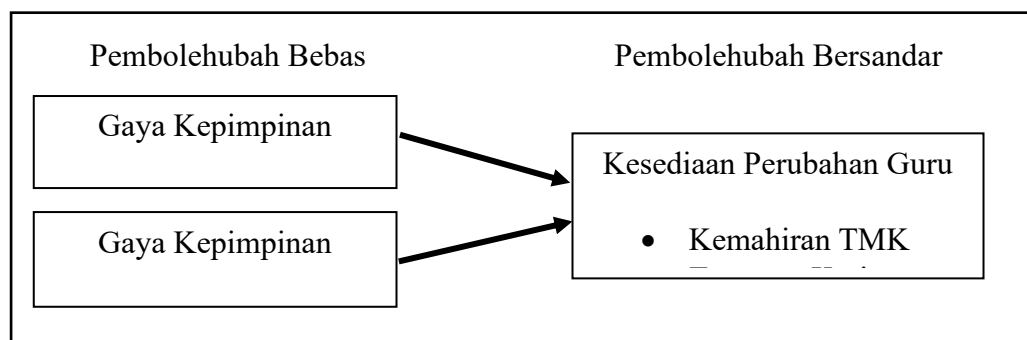 Pembolehubah Bebas
Pembolehubah Bersandar
Gaya Kepimpinan
Gaya Kepimpinan
Kesediaan Perubahan Guru
• Kemahiran TMK